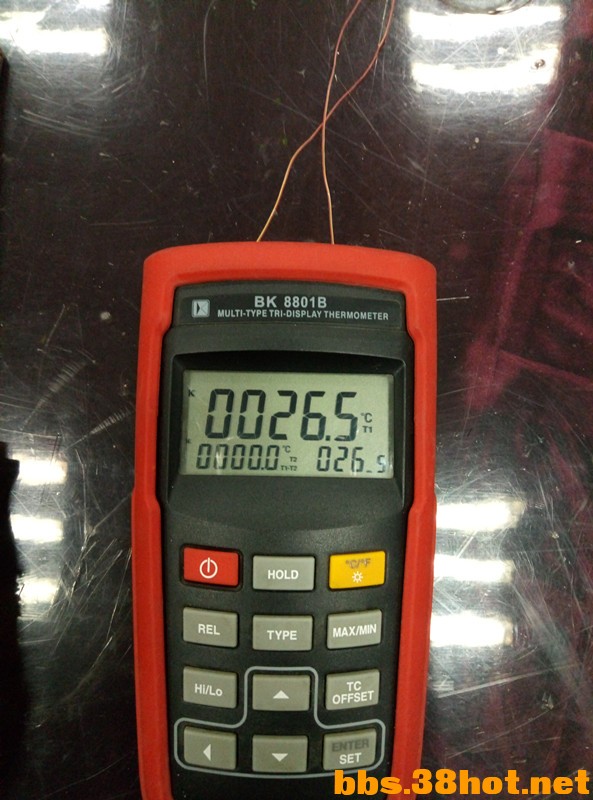 BK 8801B
MULTI-TYPE TRI-DISPLAY THERMOMETER
K 0026.5 °C T1
K 0000.0 °C T2 T1-T2 026.5
HOLD
°C/°F
REL
TYPE
MAX/MIN
Hi/Lo
TC OFFSET
ENTER
SET
bbs.38hot.net